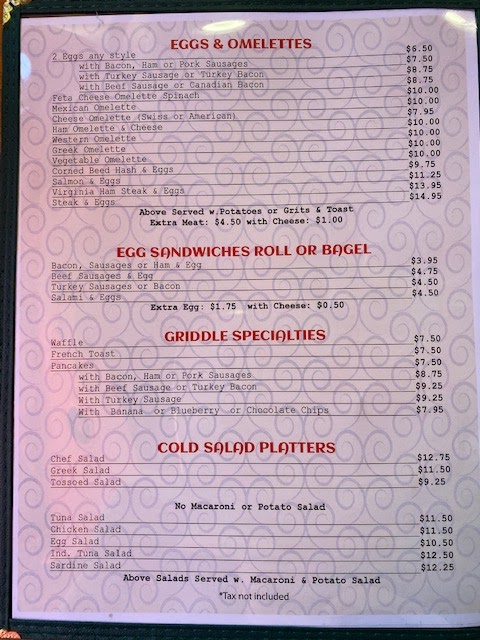 EGGS & OMELETTES
2 Eggs any style $6.50
with Bacon, Ham or Pork Sausages $7.50
with Turkey Sausage or Turkey Bacon $8.75
with Beef Sausage or Canadian Bacon $8.75
Feta Cheese Omelette Spinach $10.00
Mexican Omelette $10.00
Cheese Omelette (Swiss or American) $7.95
Ham Omelette & Cheese $10.00
Western Omelette $10.00
Greek Omelette $10.00
Vegetable Omelette $10.00
Corned Beed Hash & Eggs $9.75
Salmon & Eggs $11.25
Virginia Ham Steak & Eggs $13.95
Steak & Eggs $14.95
Above Served w.Potatoes or Grits & Toast
Extra Meat: $4.50 with Cheese: $1.00
EGG SANDWICHES ROLL OR BAGEL
Bacon, Sausages or Ham & Egg $3.95
Beef Sausages & Egg $4.75
Turkey Sausages or Bacon $4.50
Salami & Eggs $4.50
Extra Egg: $1.75 with Cheese: $0.50
GRIDDLE SPECIALTIES
Waffle $7.50
French Toast $7.50
Pancakes $7.50
with Bacon, Ham or Pork Sausages $8.75
with Beef Sausage or Turkey Bacon $9.25
With Turkey Sausage $9.25
With Banana or Blueberry or Chocolate Chips $7.95
COLD SALAD PLATTERS
Chef Salad $12.75
Greek Salad $11.50
Tossoed Salad $9.25
No Macaroni or Potato Salad
Tuna Salad $11.50
Chicken Salad $11.50
Egg Salad $10.50
Ind. Tuna Salad $12.50
Sardine Salad $12.25
Above Salads Served w. Macaroni & Potato Salad
*Tax not included